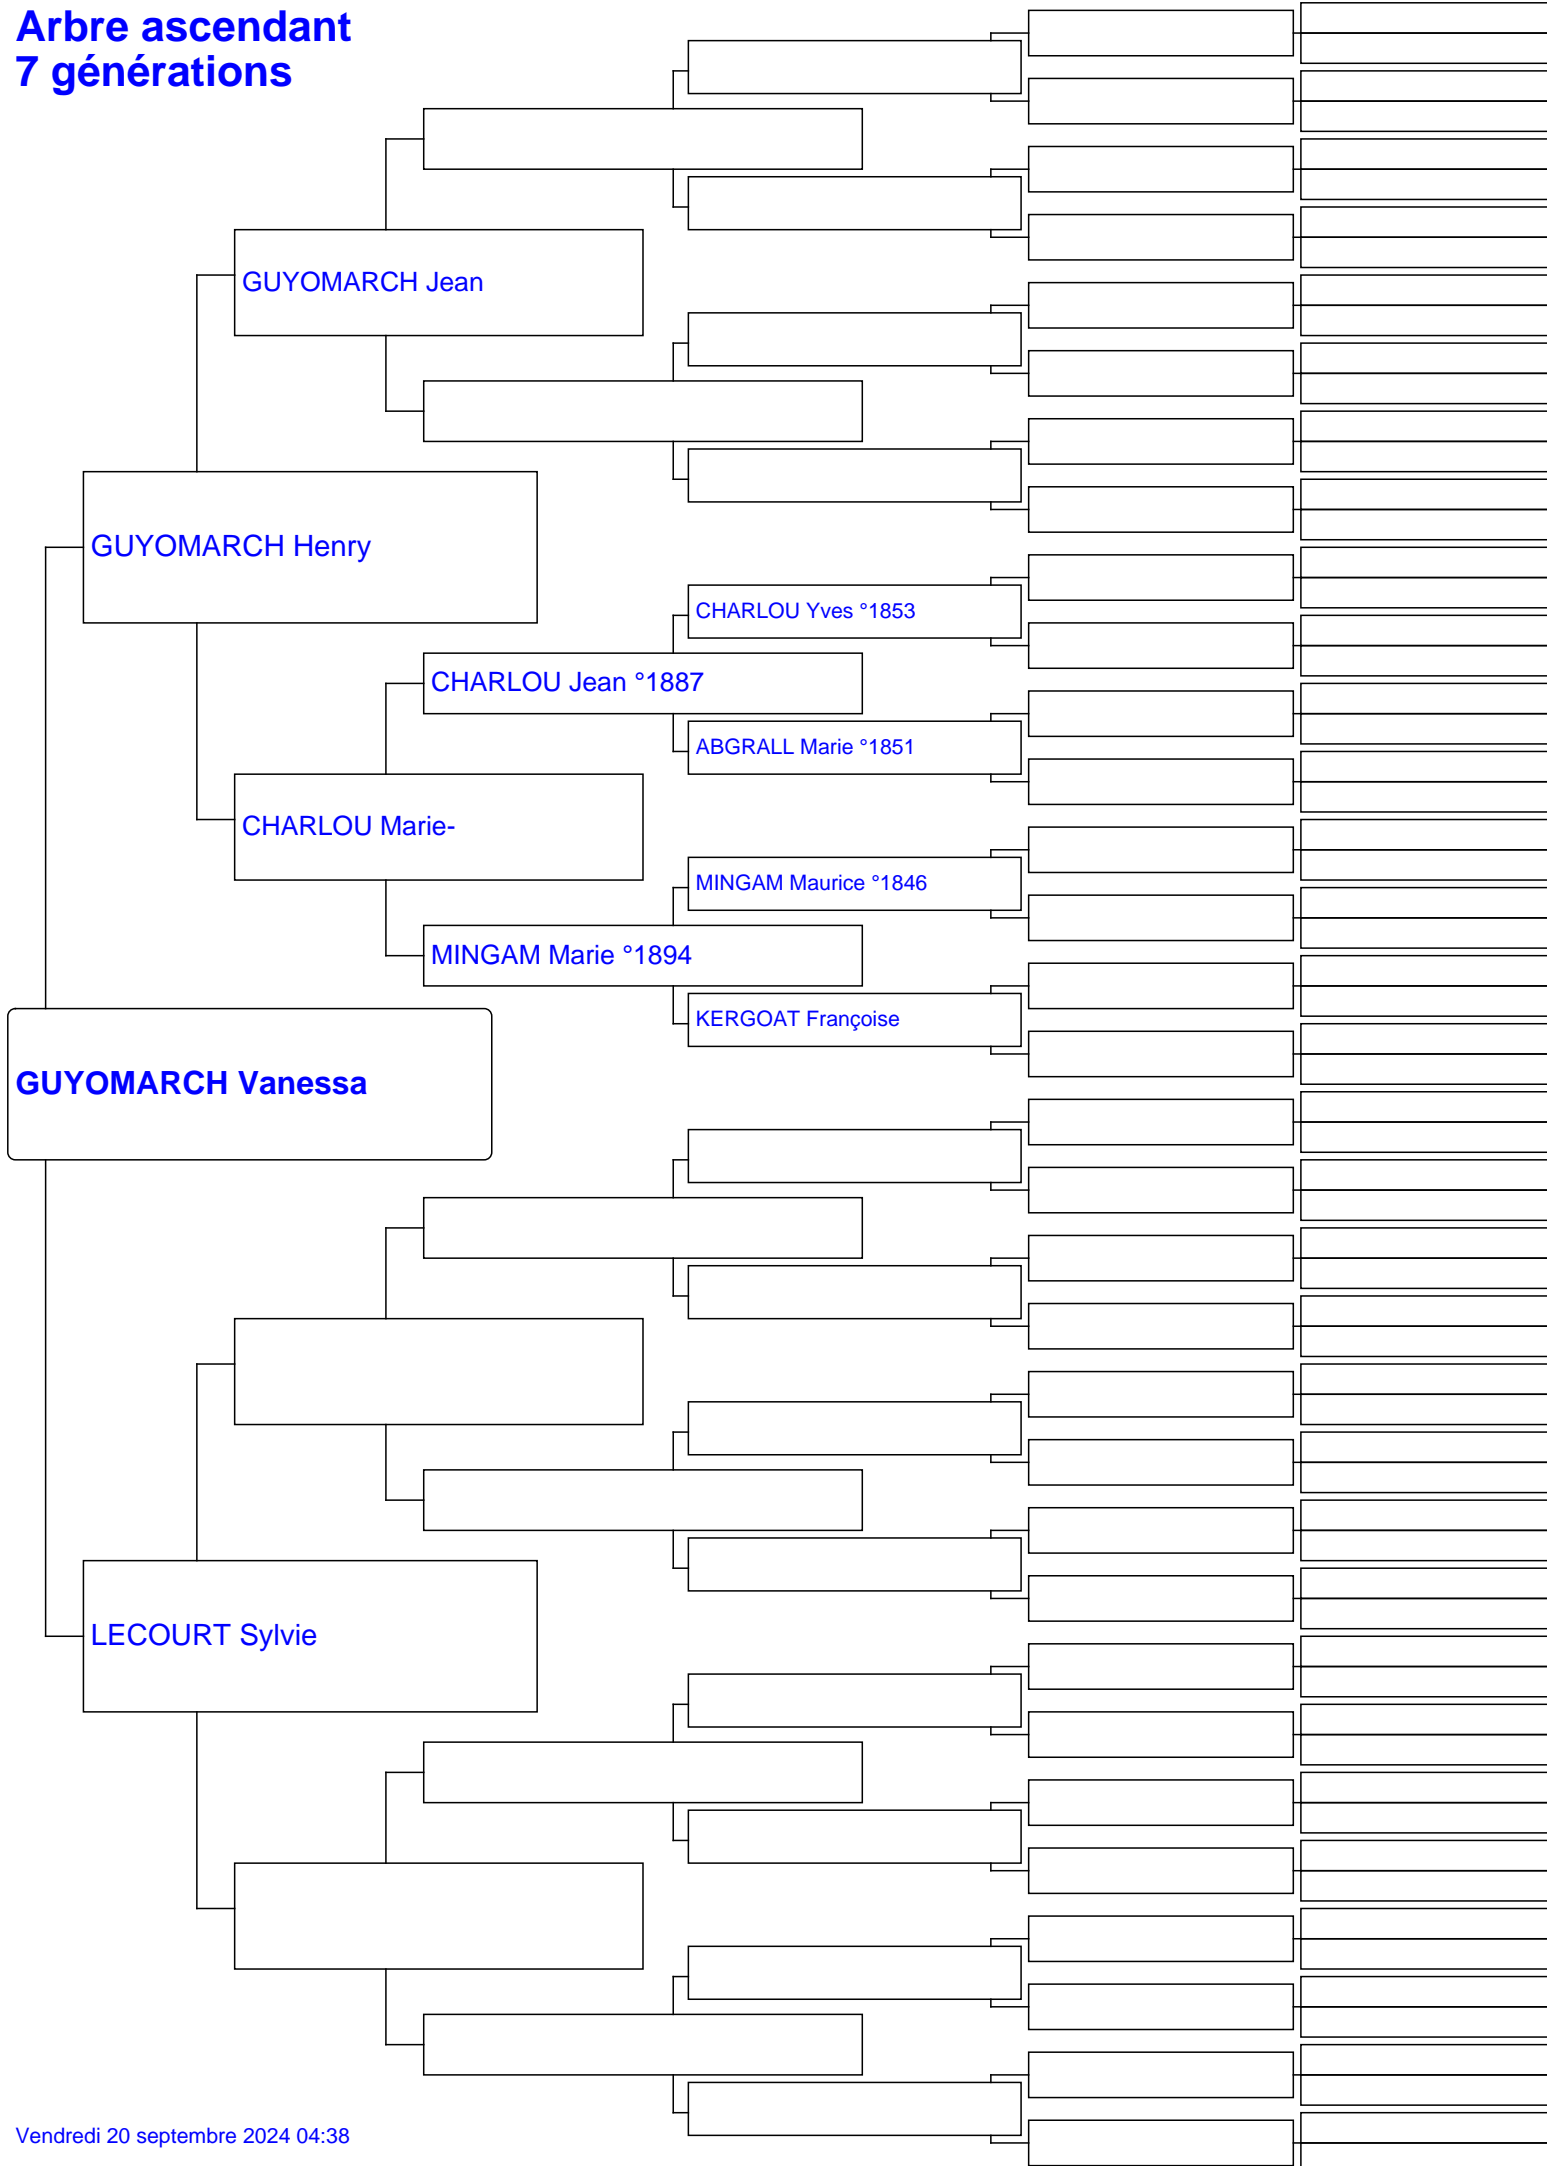 Arbre ascendant
7 générations
GUYOMARCH Jean
GUYOMARCH Henry
CHARLOU Yves °1853
CHARLOU Jean °1887
ABGRALL Marie °1851
CHARLOU Marie-
MINGAM Maurice °1846
MINGAM Marie °1894
KERGOAT Françoise
GUYOMARCH Vanessa
LECOURT Sylvie
Vendredi 20 septembre 2024 04:38